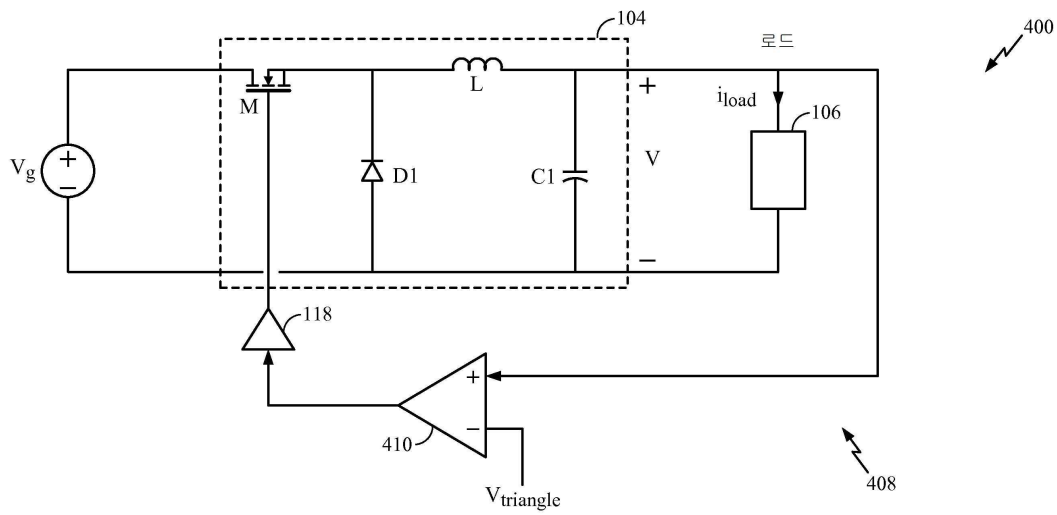 104
로드
400
M
L
+
i_load
106
V_g
+
−
D1
C1
V
−
118
+
−
410
V_triangle
408